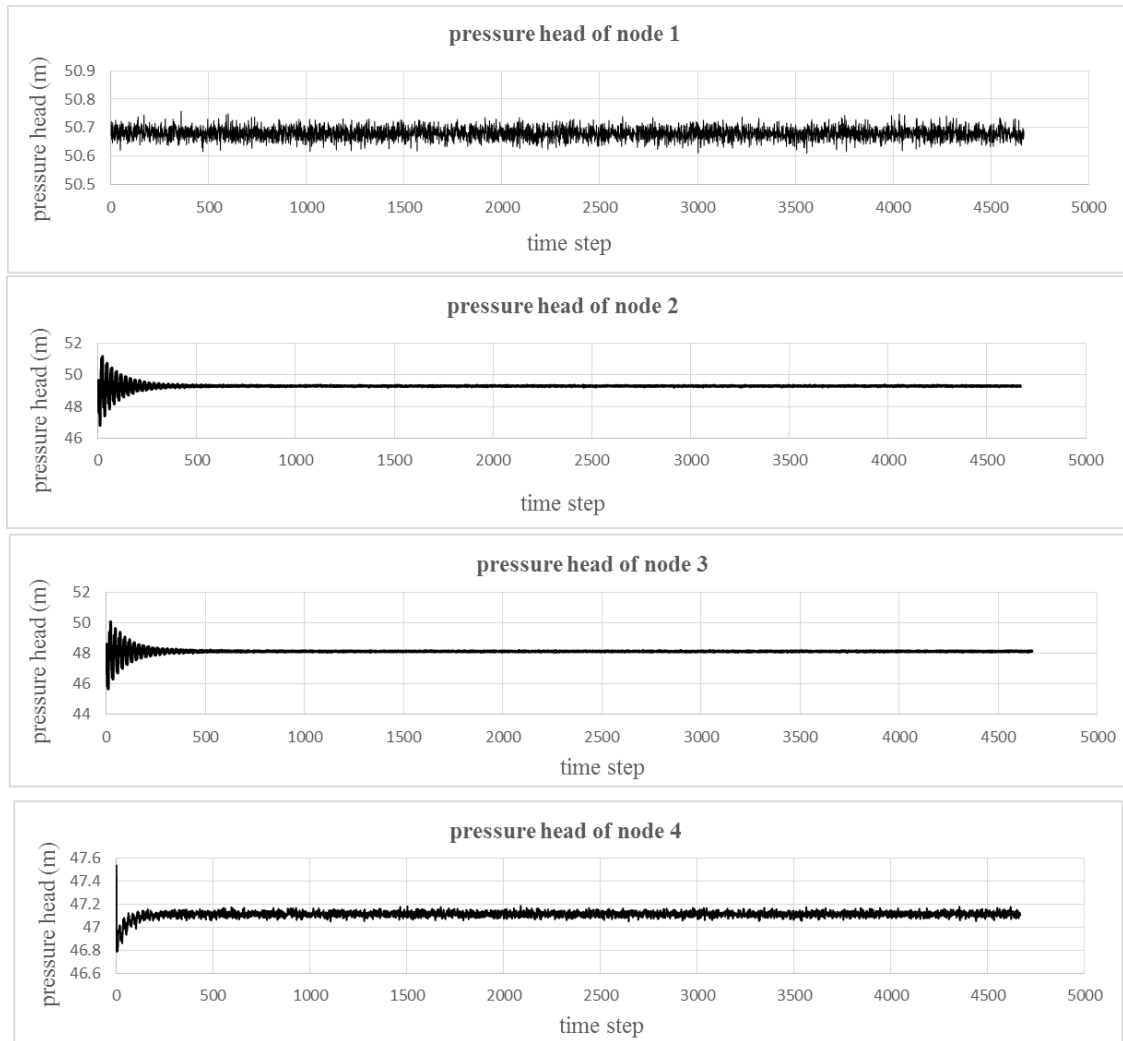 pressure head of node 1
pressure head (m)
50.9
50.8
50.7
50.6
50.5
0 500 1000 1500 2000 2500 3000 3500 4000 4500 5000
time step
pressure head of node 2
pressure head (m)
52
50
48
46
0 500 1000 1500 2000 2500 3000 3500 4000 4500 5000
time step
pressure head of node 3
pressure head (m)
52
50
48
46
44
0 500 1000 1500 2000 2500 3000 3500 4000 4500 5000
time step
pressure head of node 4
pressure head (m)
47.6
47.4
47.2
47
46.8
46.6
0 500 1000 1500 2000 2500 3000 3500 4000 4500 5000
time step